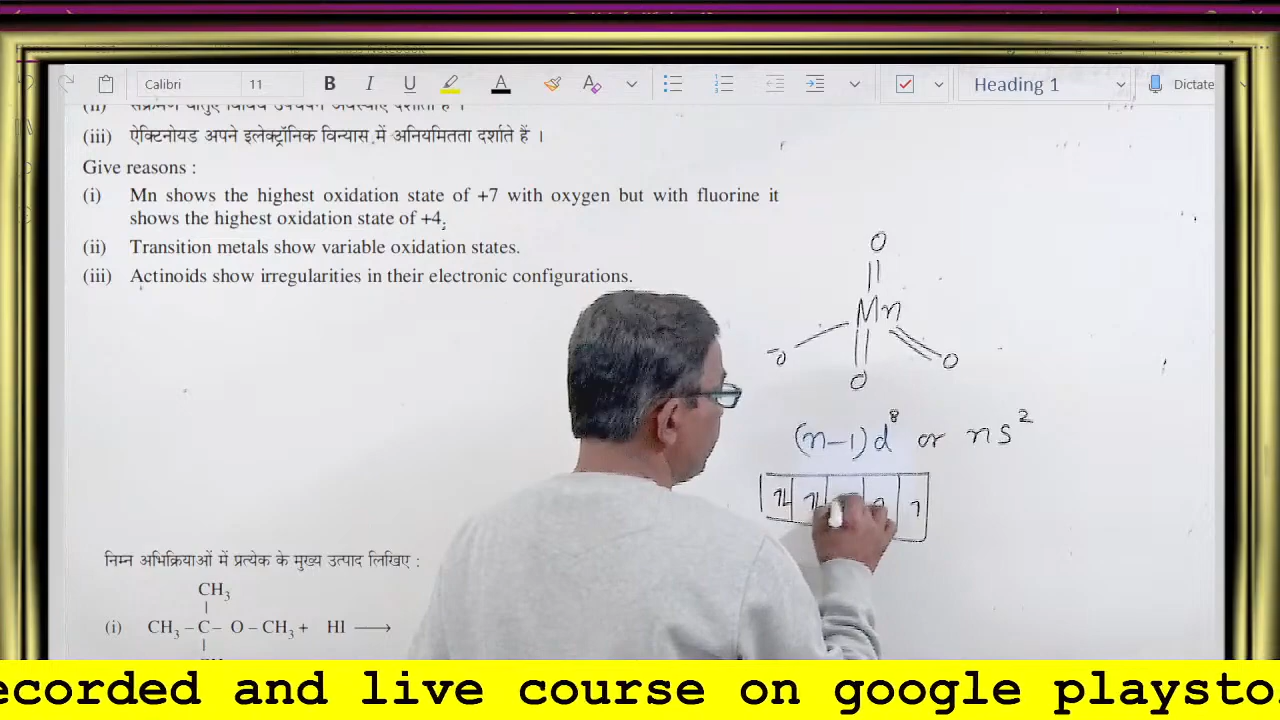 Calibri 11 B I U A A Heading 1 Dictate
(iii) ऐक्टिनोयड अपने इलेक्ट्रॉनिक विन्यास में अनियमितता दर्शाते हैं ।
Give reasons :
(i) Mn shows the highest oxidation state of +7 with oxygen but with fluorine it
shows the highest oxidation state of +4.
(ii) Transition metals show variable oxidation states.
(iii) Actinoids show irregularities in their electronic configurations.
O
Mn
O O
O
(n-1)d⁸ or ns²
1L 1L 1
निम्न अभिक्रियाओं में प्रत्येक के मुख्य उत्पाद लिखिए :
CH₃
(i) CH₃ – C – O – CH₃ + HI ⟶
ecorded and live course on google playsto